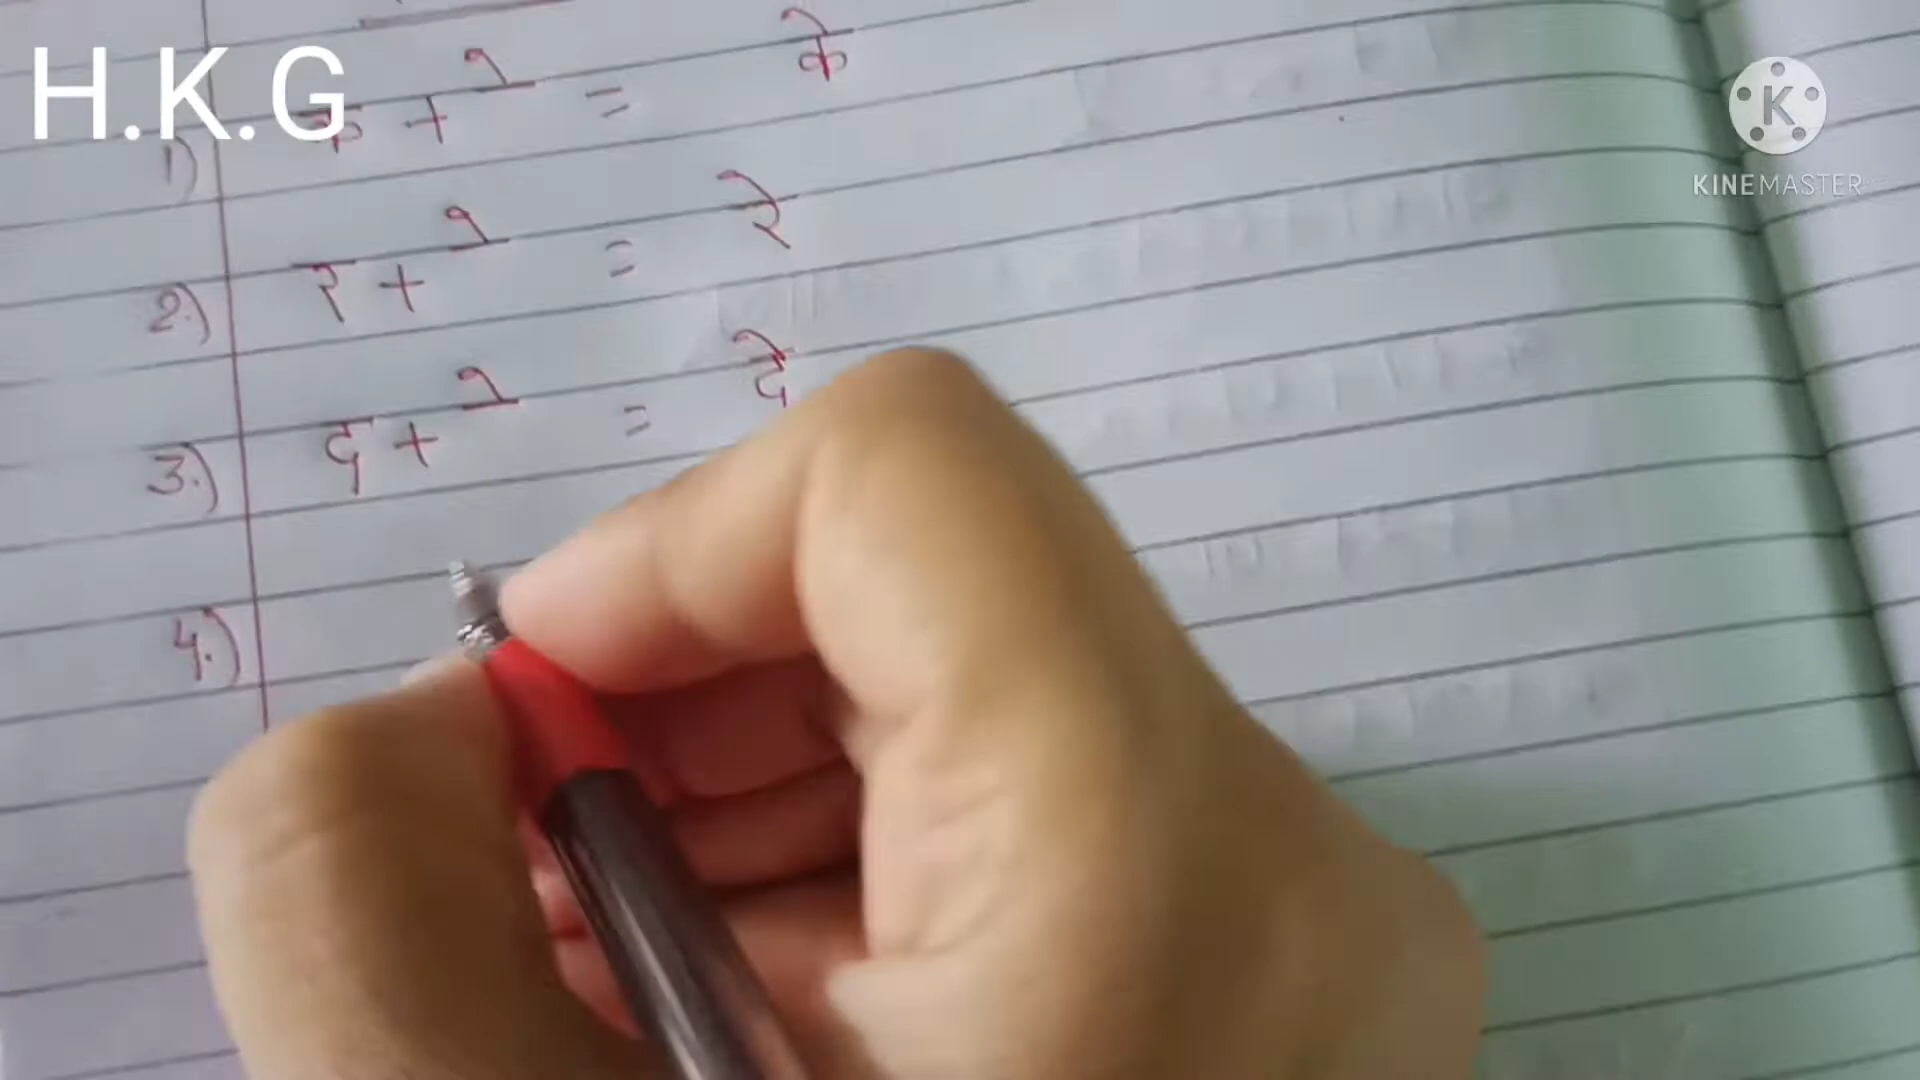 H.K.G
KINEMASTER
1) क + े = के
2.) र + े = रे
3.) द + े = दे
4.)